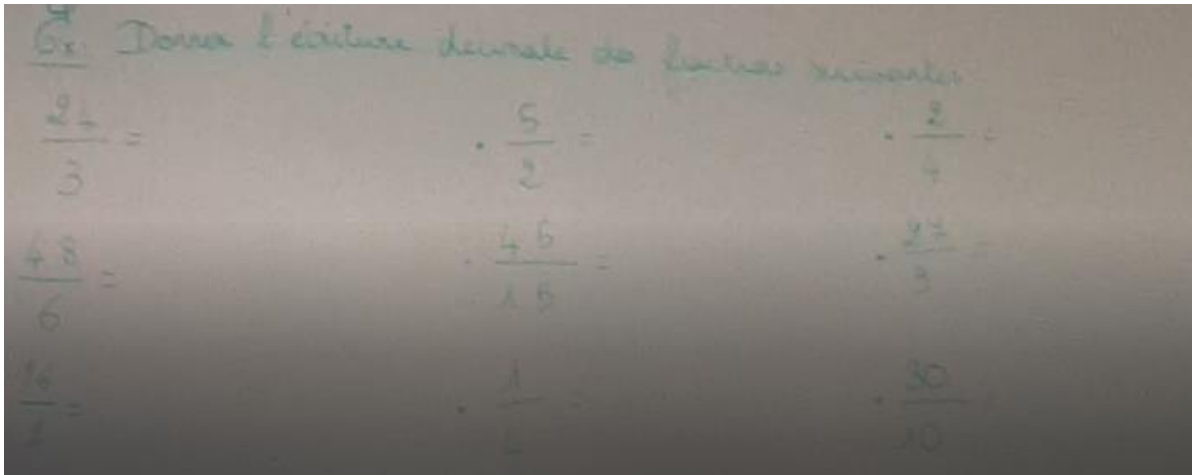 Ex: Donner l'écriture décimale des fractions suivantes
24/3 = . 5/2 = . 2/4 =
48/6 = . 45/15 = . 27/3 =
. 30/10 =